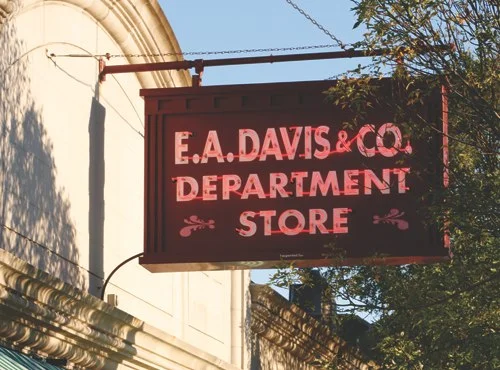 E.A. DAVIS & CO.
DEPARTMENT
STORE